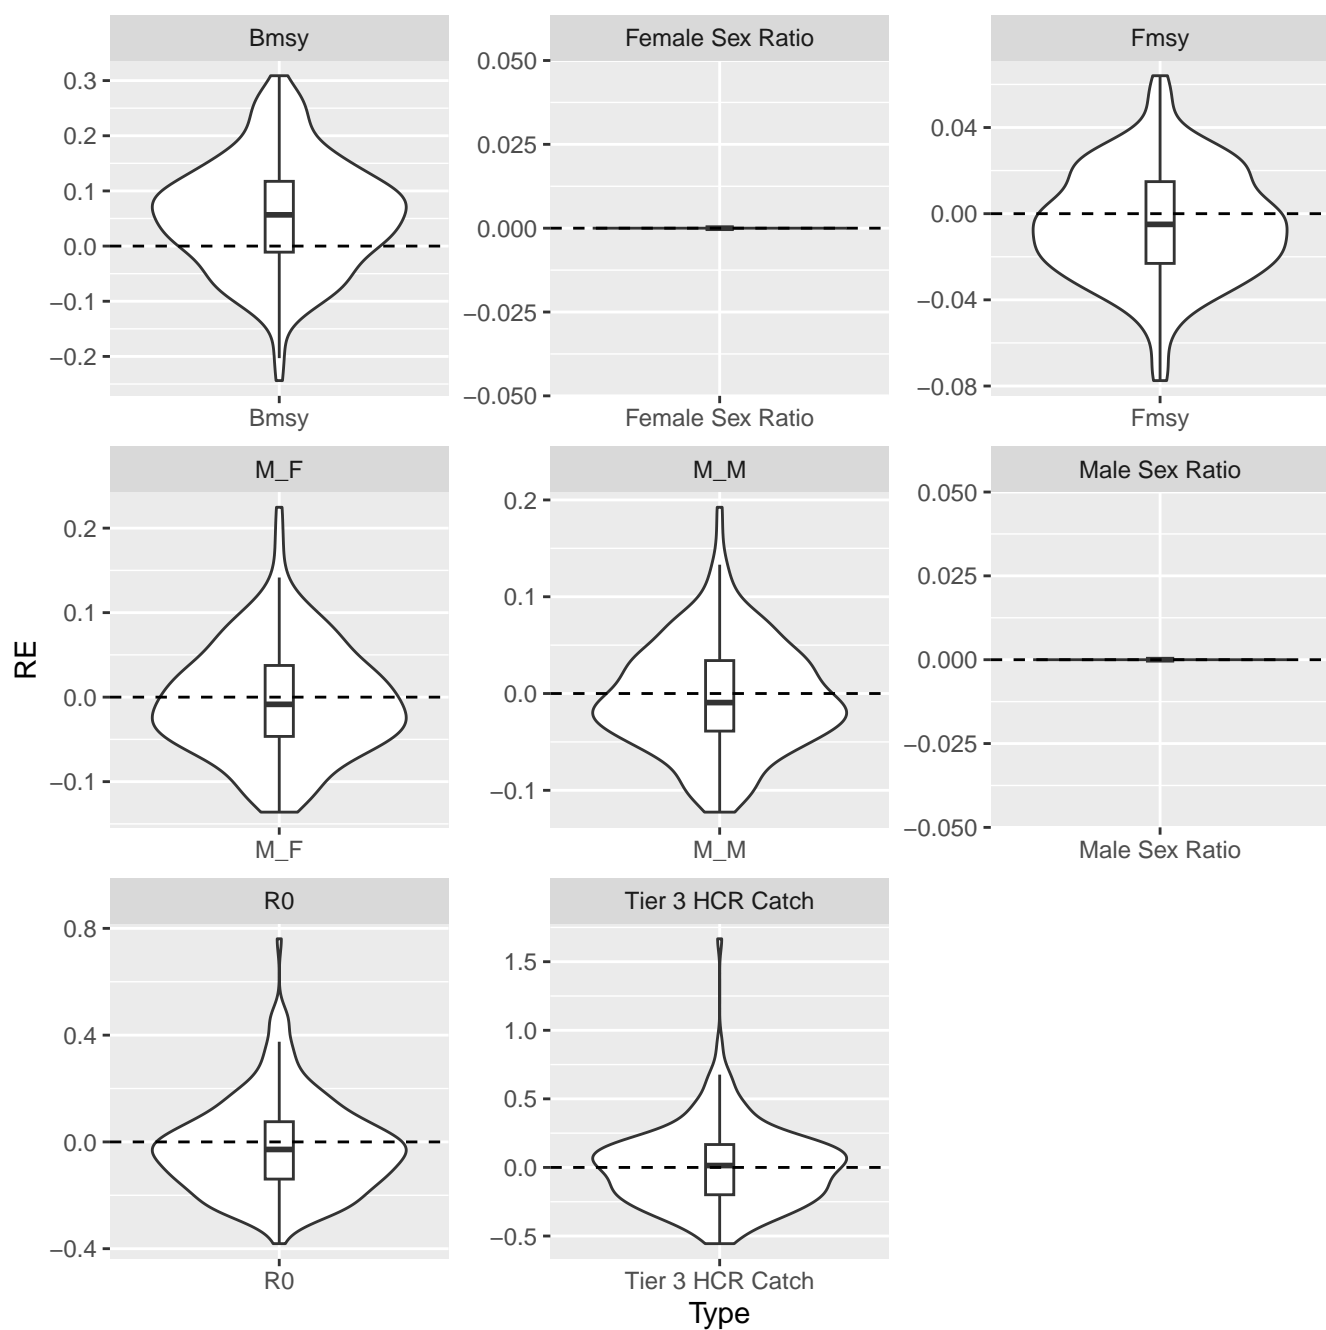 Bmsy
Female Sex Ratio
Fmsy
0.3
0.2
0.1
0.0
−0.1
−0.2
0.050
0.025
0.000
−0.025
−0.050
0.04
0.00
−0.04
−0.08
Bmsy
Female Sex Ratio
Fmsy
M_F
M_M
Male Sex Ratio
RE
0.2
0.1
0.0
−0.1
0.2
0.1
0.0
−0.1
0.050
0.025
0.000
−0.025
−0.050
M_F
M_M
Male Sex Ratio
R0
Tier 3 HCR Catch
0.8
0.4
0.0
−0.4
1.5
1.0
0.5
0.0
−0.5
R0
Tier 3 HCR Catch
Type